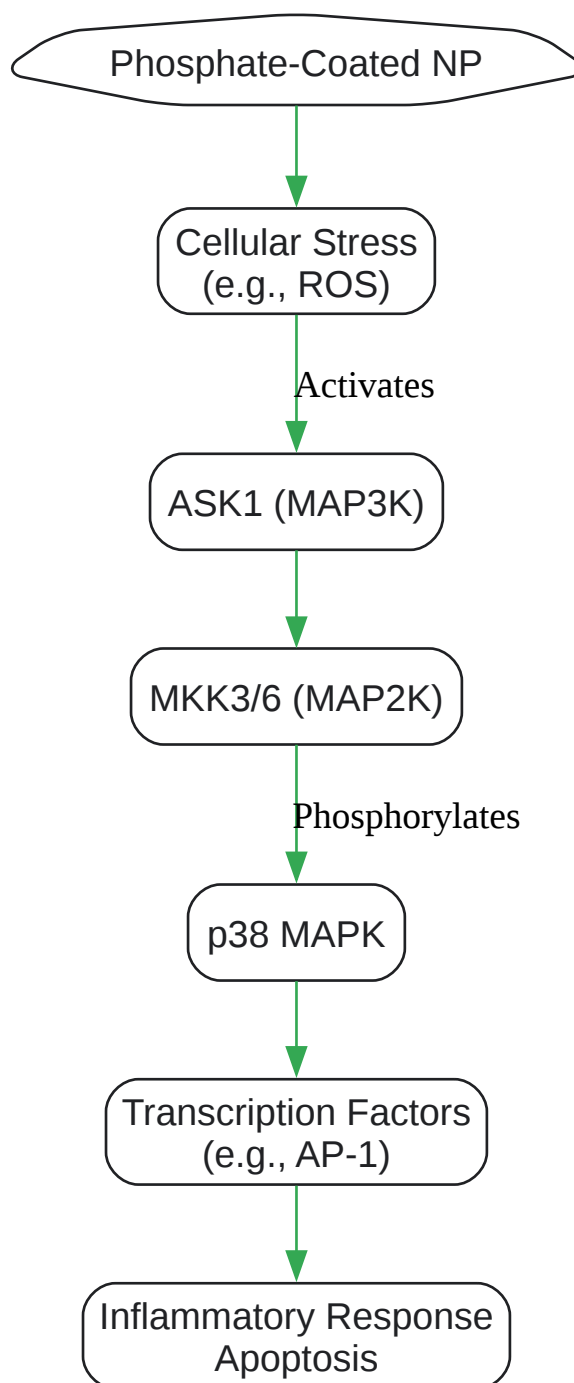 Phosphate-Coated NP
Cellular Stress
(e.g., ROS)
Activates
ASK1 (MAP3K)
MKK3/6 (MAP2K)
Phosphorylates
p38 MAPK
Transcription Factors
(e.g., AP-1)
Inflammatory Response
Apoptosis